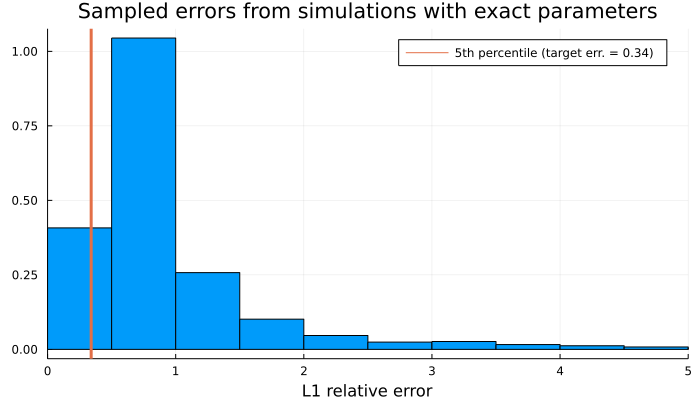 Sampled errors from simulations with exact parameters
5th percentile (target err. = 0.34)
1.00
0.75
0.50
0.25
0.00
0 1 2 3 4 5
L1 relative error